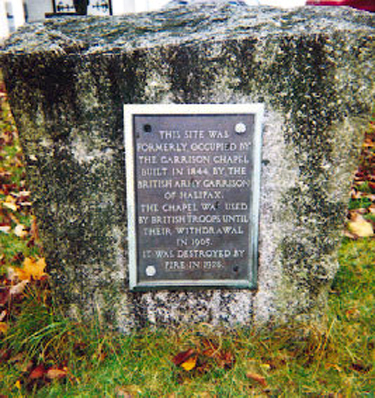 THIS SITE WAS
FORMERLY OCCUPIED BY
THE GARRISON CHAPEL
BUILT IN 1844 BY THE
BRITISH ARMY GARRISON
OF HALIFAX.
THE CHAPEL WAS USED
BY BRITISH TROOPS UNTIL
THEIR WITHDRAWAL
IN 1905.
IT WAS DESTROYED BY
FIRE IN 1928.